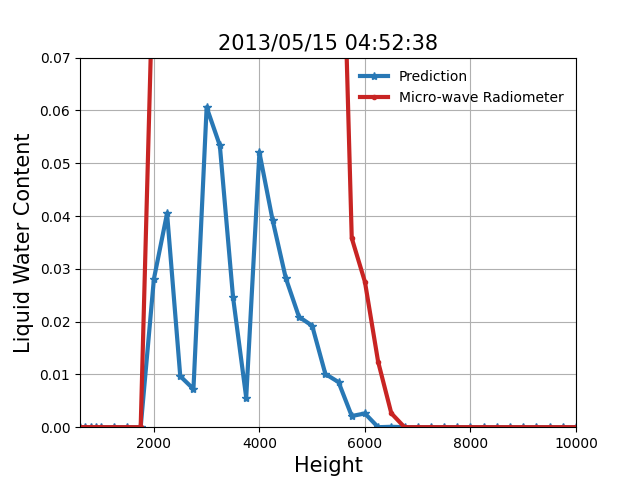 2013/05/15 04:52:38
0.07
0.06
0.05
0.04
0.03
0.02
0.01
0.00
Liquid Water Content
Prediction
Micro-wave Radiometer
2000 4000 6000 8000 10000
Height